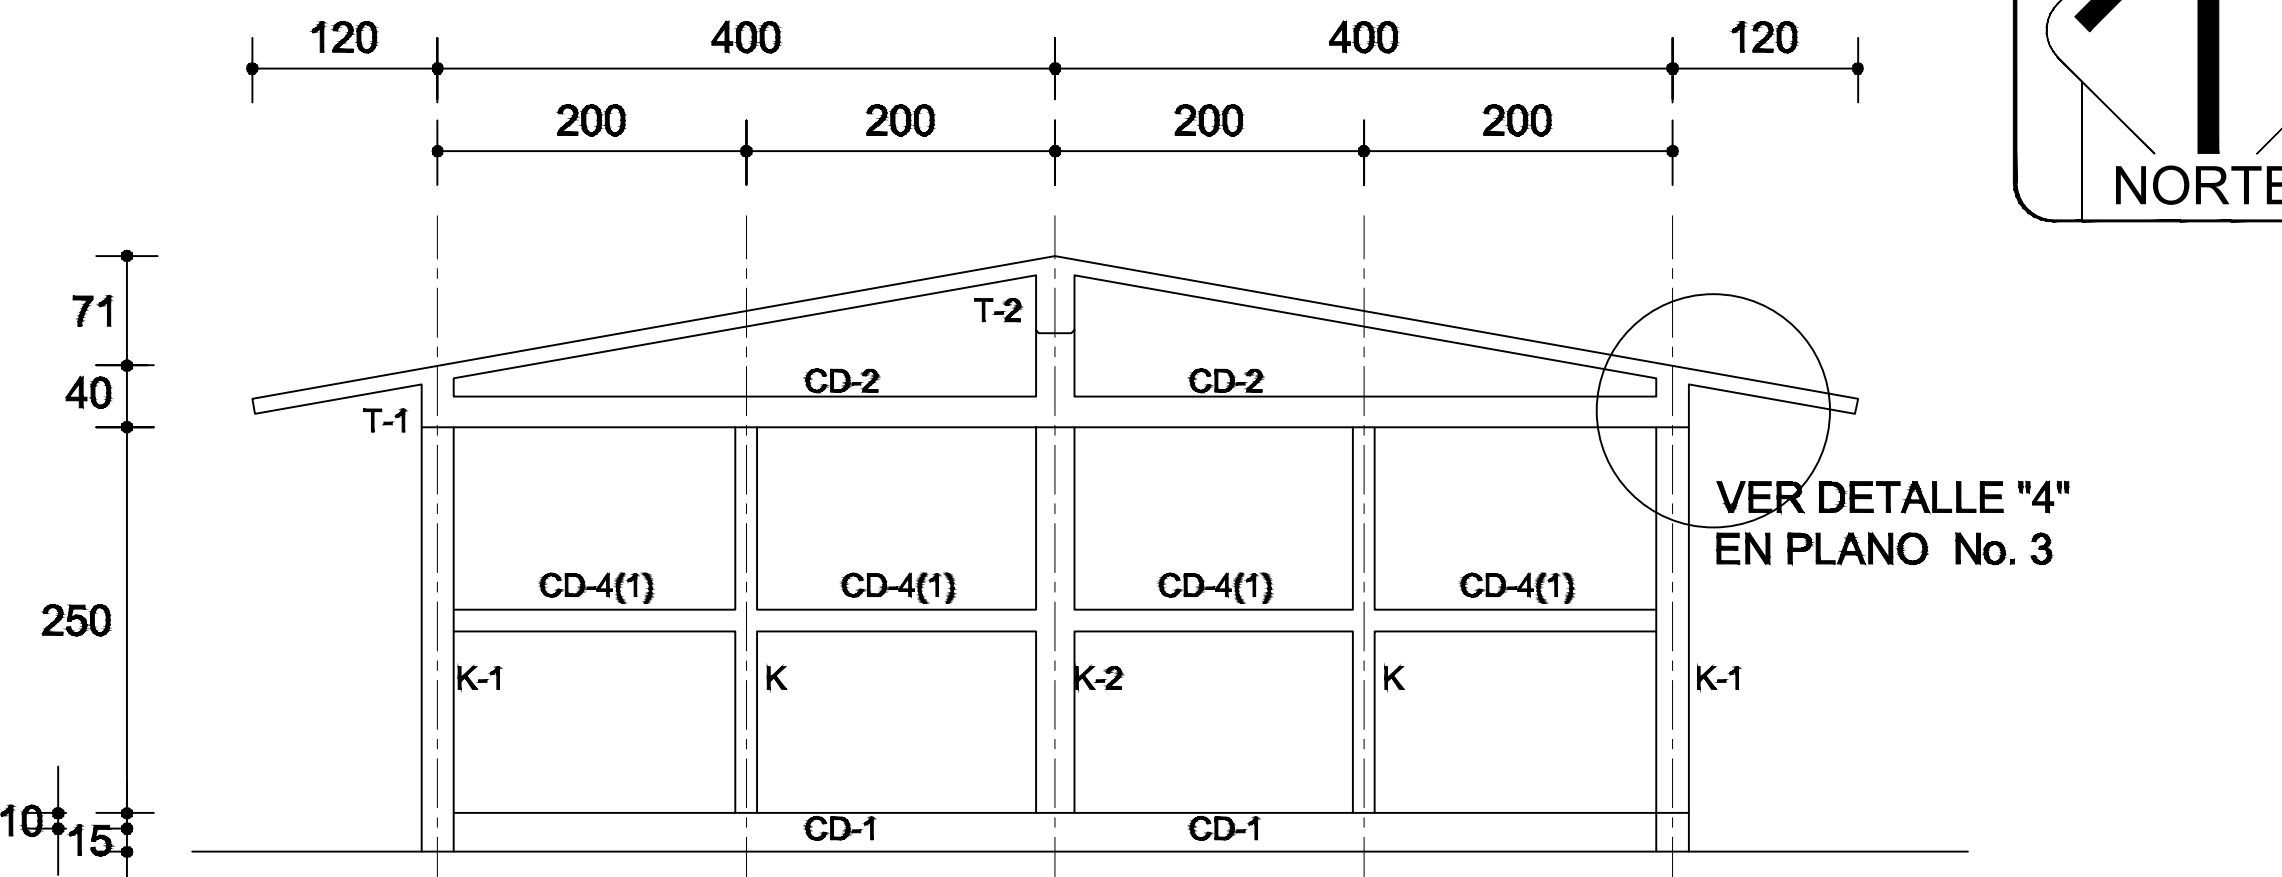 120 400 400 120
200 200 200 200
NORTE
71
T-2
40
CD-2 CD-2
T-1
VER DETALLE "4"
EN PLANO No. 3
CD-4(1) CD-4(1) CD-4(1) CD-4(1)
250
K-1 K K-2 K K-1
10
15
CD-1 CD-1